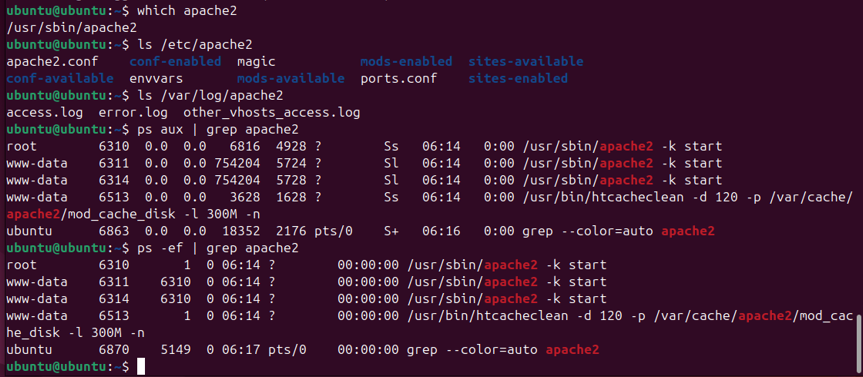 ubuntu@ubuntu:~$ which apache2
/usr/sbin/apache2
ubuntu@ubuntu:~$ ls /etc/apache2
apache2.conf    conf-enabled  magic           mods-enabled  sites-available
conf-available  envvars       mods-available  ports.conf    sites-enabled
ubuntu@ubuntu:~$ ls /var/log/apache2
access.log  error.log  other_vhosts_access.log
ubuntu@ubuntu:~$ ps aux | grep apache2
root        6310  0.0  0.0   6816  4928 ?        Ss   06:14   0:00 /usr/sbin/apache2 -k start
www-data    6311  0.0  0.0 754204  5724 ?        Sl   06:14   0:00 /usr/sbin/apache2 -k start
www-data    6314  0.0  0.0 754204  5728 ?        Sl   06:14   0:00 /usr/sbin/apache2 -k start
www-data    6513  0.0  0.0   3628  1628 ?        Ss   06:14   0:00 /usr/bin/htcacheclean -d 120 -p /var/cache/
apache2/mod_cache_disk -l 300M -n
ubuntu      6863  0.0  0.0  18352  2176 pts/0    S+   06:16   0:00 grep --color=auto apache2
ubuntu@ubuntu:~$ ps -ef | grep apache2
root        6310       1  0 06:14 ?        00:00:00 /usr/sbin/apache2 -k start
www-data    6311    6310  0 06:14 ?        00:00:00 /usr/sbin/apache2 -k start
www-data    6314    6310  0 06:14 ?        00:00:00 /usr/sbin/apache2 -k start
www-data    6513       1  0 06:14 ?        00:00:00 /usr/bin/htcacheclean -d 120 -p /var/cache/apache2/mod_cac
he_disk -l 300M -n
ubuntu      6870    5149  0 06:17 pts/0    00:00:00 grep --color=auto apache2
ubuntu@ubuntu:~$